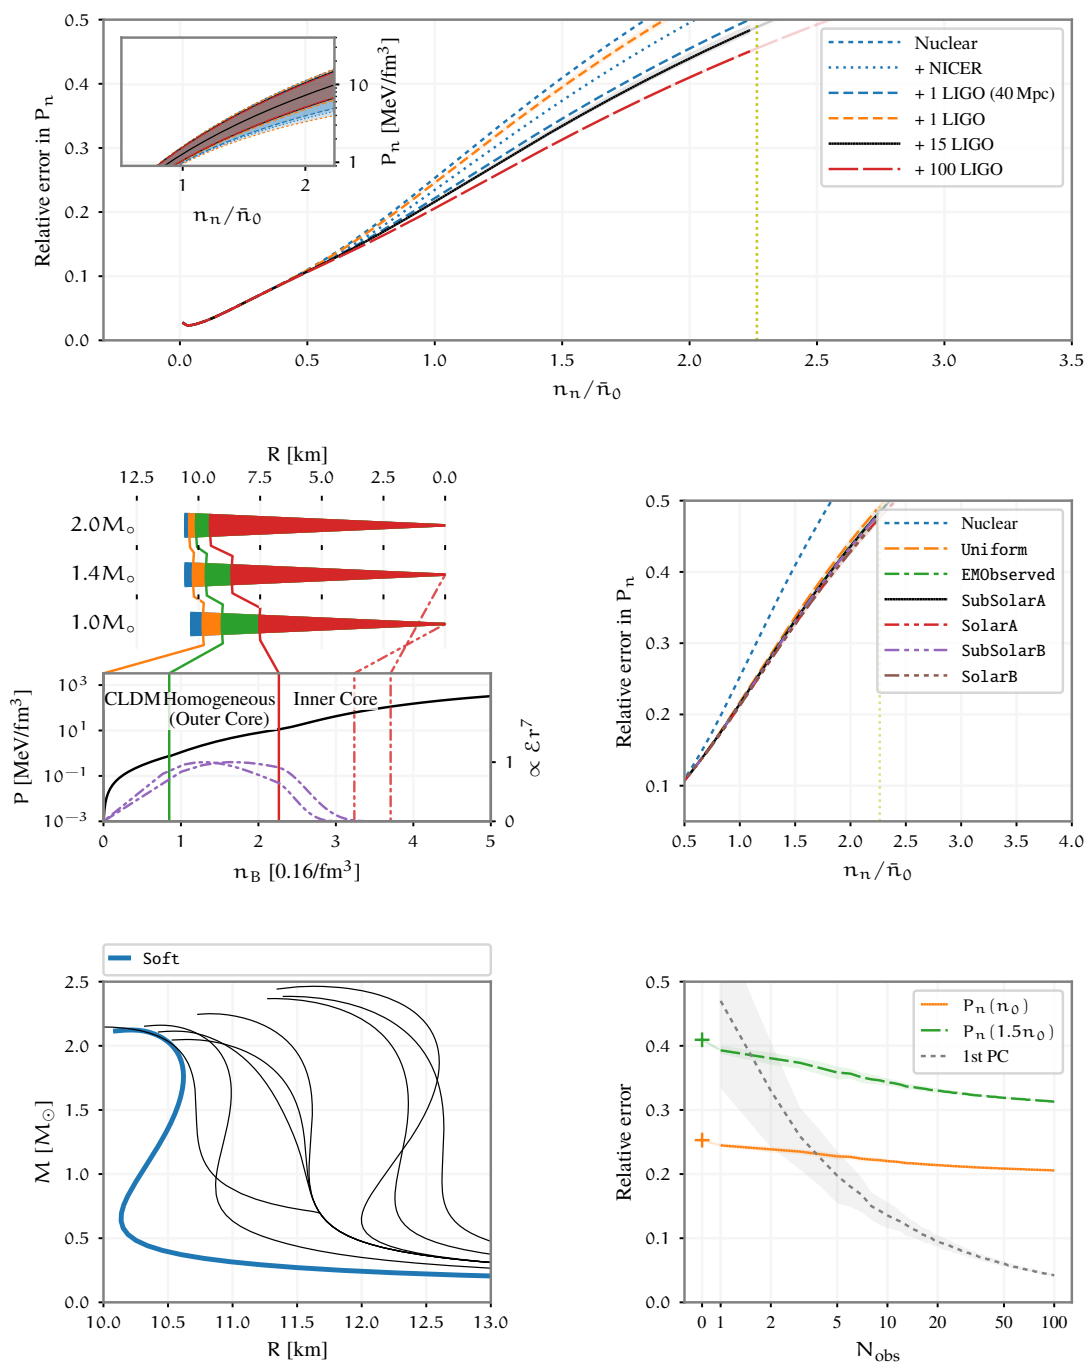 0.5
0.4
0.3
0.2
0.1
0.0
Relative error in Pₙ
10
1
Pₙ [MeV/fm³]
1 2
nₙ/n̄₀
Nuclear
+ NICER
+ 1 LIGO (40 Mpc)
+ 1 LIGO
+ 15 LIGO
+ 100 LIGO
0.0 0.5 1.0 1.5 2.0 2.5 3.0 3.5
nₙ/n̄₀
R [km]
12.5 10.0 7.5 5.0 2.5 0.0
2.0M∘
1.4M∘
1.0M∘
10³
10¹
10⁻¹
10⁻³
P [MeV/fm³]
CLDM Homogeneous Inner Core
(Outer Core)
1
0
∝ εr⁷
0 1 2 3 4 5
n_B [0.16/fm³]
0.5
0.4
0.3
0.2
0.1
Relative error in Pₙ
Nuclear
Uniform
EMObserved
SubSolarA
SolarA
SubSolarB
SolarB
0.5 1.0 1.5 2.0 2.5 3.0 3.5 4.0
nₙ/n̄₀
Soft
2.5
2.0
1.5
1.0
0.5
0.0
M [M⊙]
10.0 10.5 11.0 11.5 12.0 12.5 13.0
R [km]
0.5
0.4
0.3
0.2
0.1
0.0
Relative error
Pₙ(n₀)
Pₙ(1.5n₀)
1st PC
0 1 2 5 10 20 50 100
N_obs